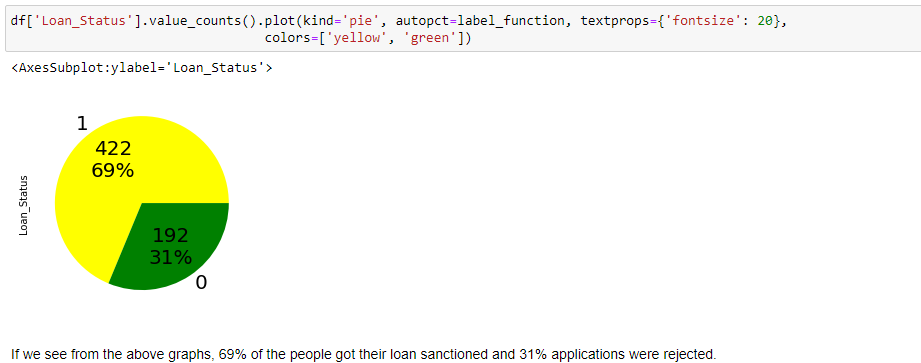 df['Loan_Status'].value_counts().plot(kind='pie', autopct=label_function, textprops={'fontsize': 20},
colors=['yellow', 'green'])
<AxesSubplot:ylabel='Loan_Status'>
1
422
69%
Loan_Status
192
31%
0
If we see from the above graphs, 69% of the people got their loan sanctioned and 31% applications were rejected.